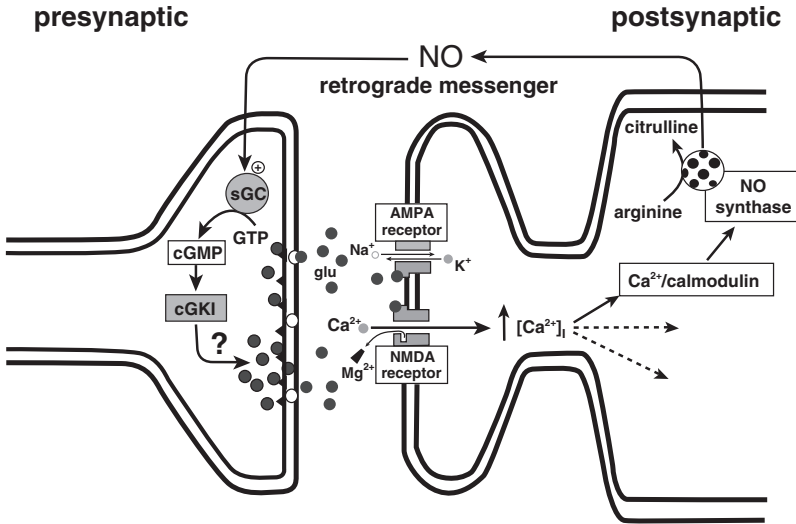 presynaptic
postsynaptic
NO
retrograde messenger
citrulline
arginine
NO
synthase
sGC
+
GTP
cGMP
cGKI
?
glu
AMPA
receptor
Na⁺
K⁺
Ca²⁺
Mg²⁺
NMDA
receptor
[Ca²⁺]I
Ca²⁺/calmodulin